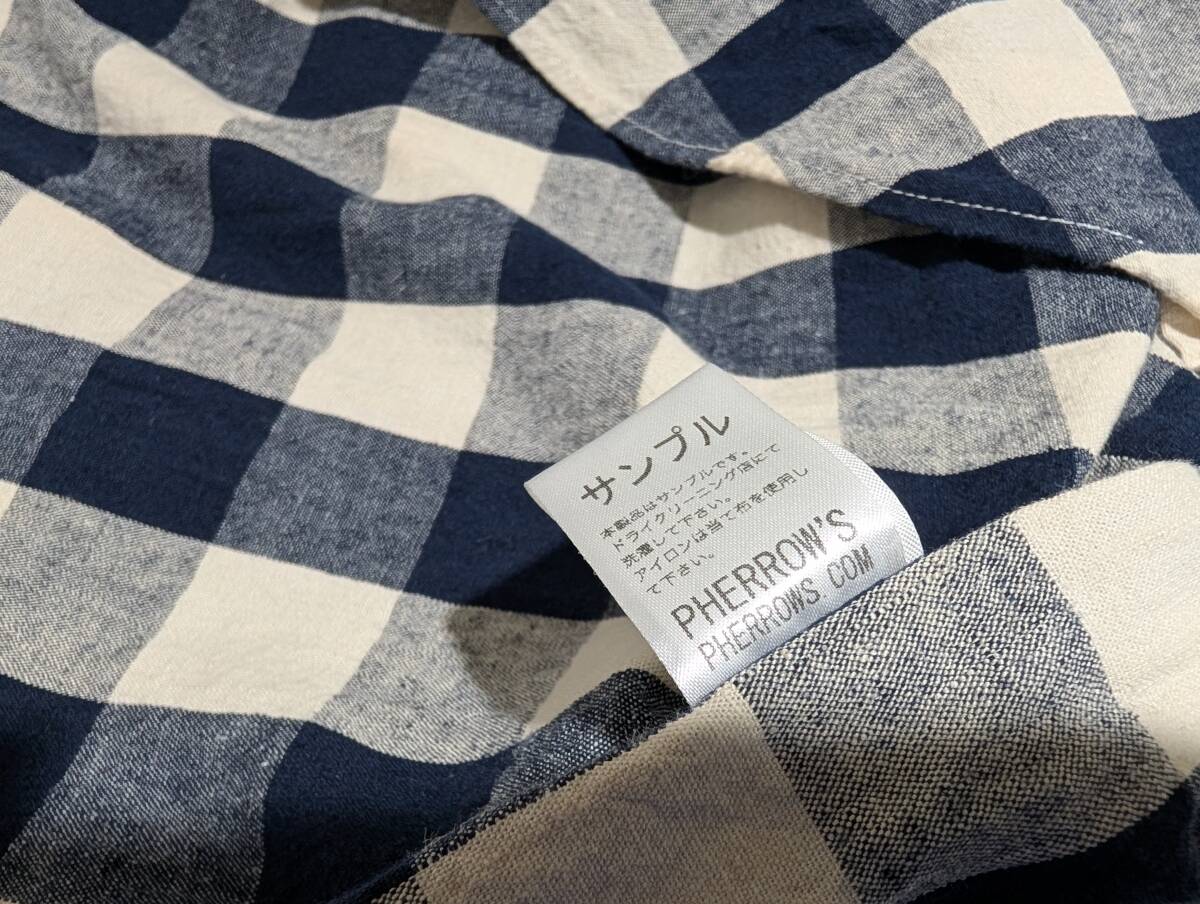 サンプル
本製品はサンプルです。
ドライクリーニング店にて
洗濯して下さい。
アイロンは当て布を使用し
て下さい。
PHERROW'S
PHERROWS COM